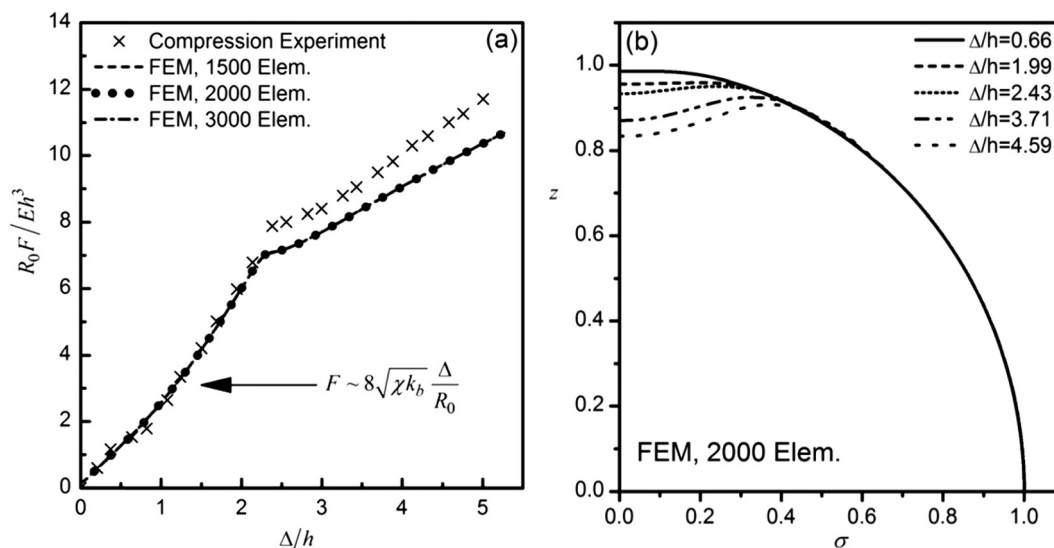 (a)
× Compression Experiment
FEM, 1500 Elem.
FEM, 2000 Elem.
FEM, 3000 Elem.
14
12
10
8
6
4
2
0
R₀F/Eh³
F ~ 8√(χk_b) Δ/R₀
0 1 2 3 4 5
Δ/h
(b)
Δ/h=0.66
Δ/h=1.99
Δ/h=2.43
Δ/h=3.71
Δ/h=4.59
1.0
0.8
0.6
0.4
0.2
0.0
z
FEM, 2000 Elem.
0.0 0.2 0.4 0.6 0.8 1.0
σ